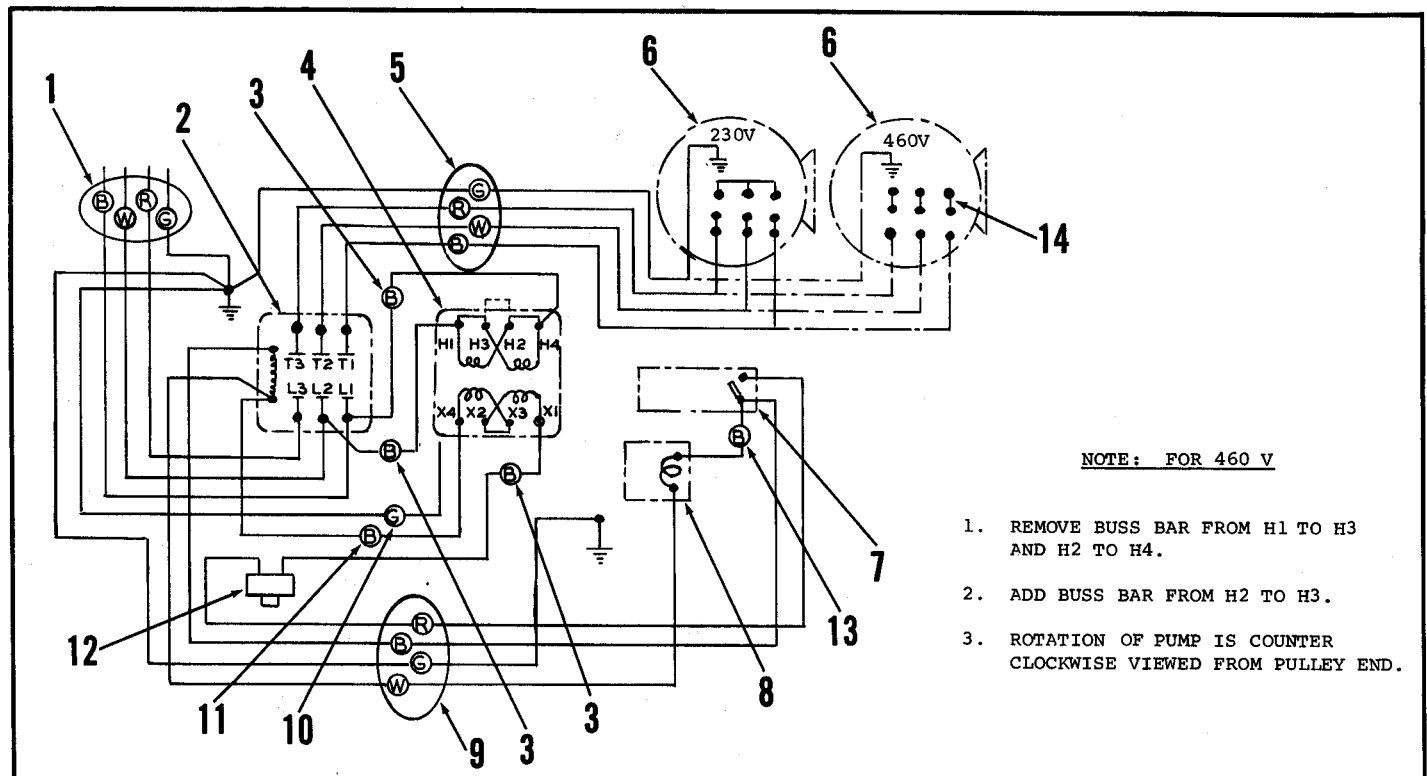 6
6
5
4
3
1
2
230V
460V
B
R
W
G
G
R
W
B
14
B
H1 H3 H2 H4
T3 T2 T1
L3 L2 L1
X4 X2 X3 X1
B
B
B
NOTE: FOR 460 V
G
B
1. REMOVE BUSS BAR FROM H1 TO H3
AND H2 TO H4.
7
2. ADD BUSS BAR FROM H2 TO H3.
12
R
B
G
W
13
3. ROTATION OF PUMP IS COUNTER
CLOCKWISE VIEWED FROM PULLEY END.
8
11
10
9
3
3